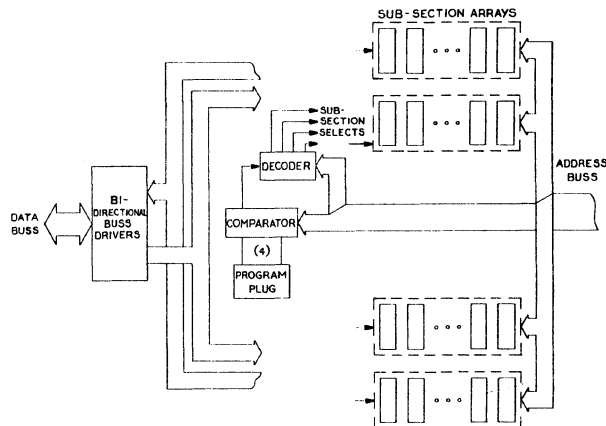 SUB-SECTION ARRAYS
SUB-
SECTION
SELECTS
DECODER
ADDRESS
BUSS
BI-
DIRECTIONAL
BUSS
DRIVERS
DATA
BUSS
COMPARATOR
(4)
PROGRAM
PLUG